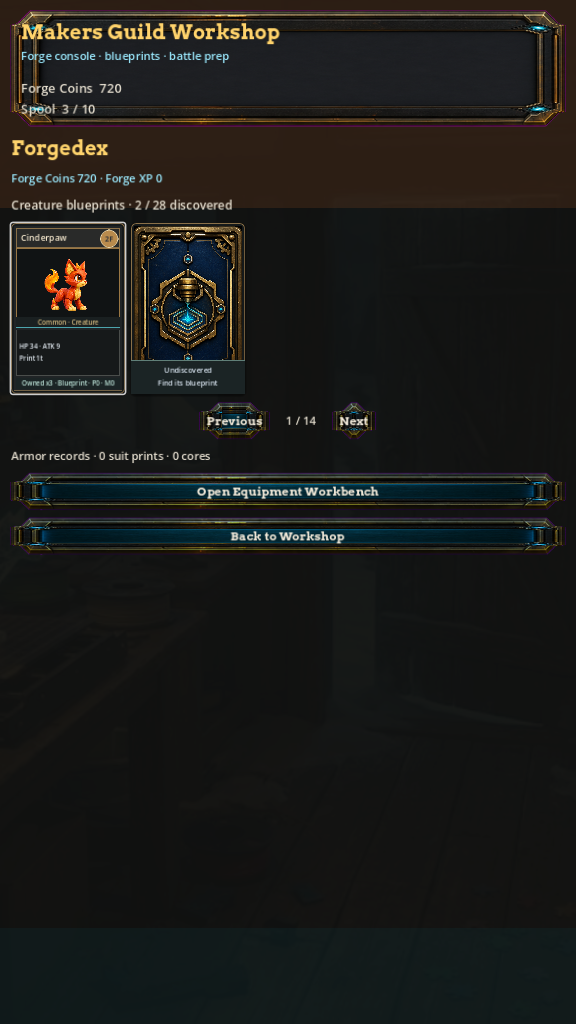 Makers Guild Workshop
Forge console · blueprints · battle prep
Forge Coins 720
Spool 3 / 10
Forgedex
Forge Coins 720 · Forge XP 0
Creature blueprints · 2 / 28 discovered
Cinderpaw
2F
Common · Creature
HP 34 · ATK 9
Print 1t
Owned x3 · Blueprint · P0 · M0
Undiscovered
Find its blueprint
Previous
1 / 14
Next
Armor records · 0 suit prints · 0 cores
Open Equipment Workbench
Back to Workshop